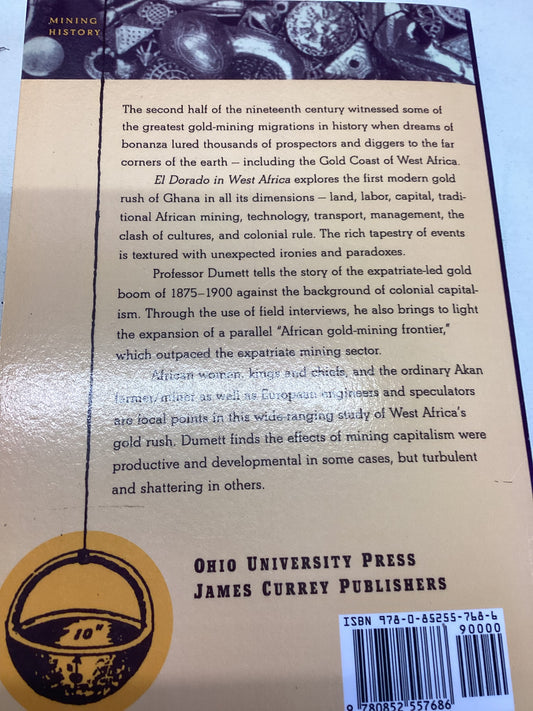 MINING
HISTORY
The second half of the nineteenth century witnessed some of
the greatest gold-mining migrations in history when dreams of
bonanza lured thousands of prospectors and diggers to the far
corners of the earth – including the Gold Coast of West Africa.
El Dorado in West Africa explores the first modern gold
rush of Ghana in all its dimensions – land, labor, capital, tradi-
tional African mining, technology, transport, management, the
clash of cultures, and colonial rule. The rich tapestry of events
is textured with unexpected ironies and paradoxes.
Professor Dumett tells the story of the expatriate-led gold
boom of 1875–1900 against the background of colonial capital-
ism. Through the use of field interviews, he also brings to light
the expansion of a parallel "African gold-mining frontier,"
which outpaced the expatriate mining sector.
African women, kings and chiefs, and the ordinary Akan
farmer/miner as well as European engineers and speculators
are focal points in this wide-ranging study of West Africa's
gold rush. Dumett finds the effects of mining capitalism were
productive and developmental in some cases, but turbulent
and shattering in others.
OHIO UNIVERSITY PRESS
JAMES CURREY PUBLISHERS
10"
ISBN 978-0-85255-768-6
90000
9 780852 557686